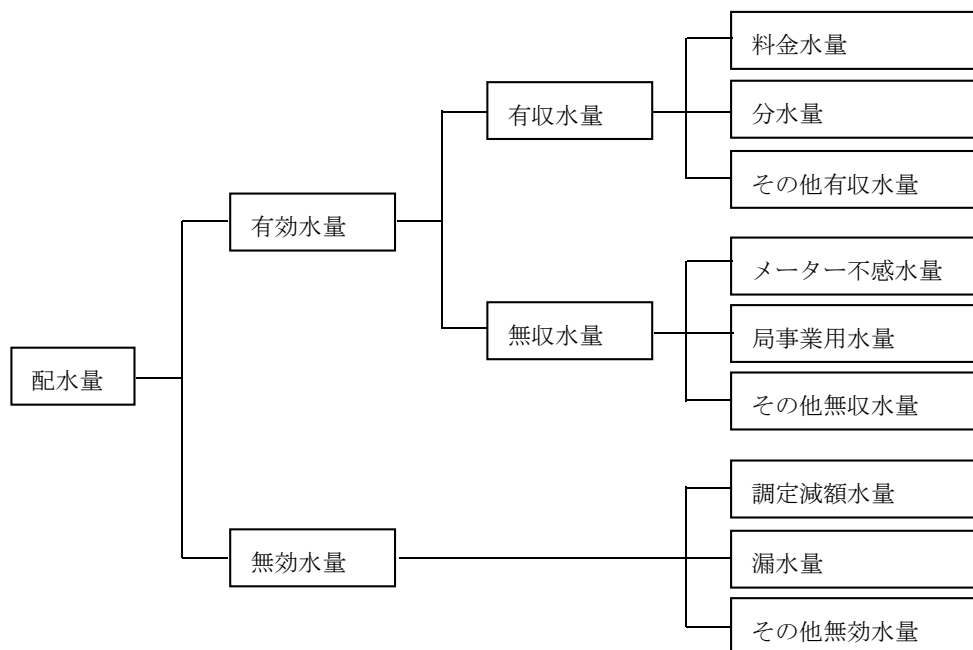 料金水量
有収水量
分水量
その他有収水量
有効水量
メーター不感水量
無収水量
局事業用水量
配水量
その他無収水量
調定減額水量
無効水量
漏水量
その他無効水量